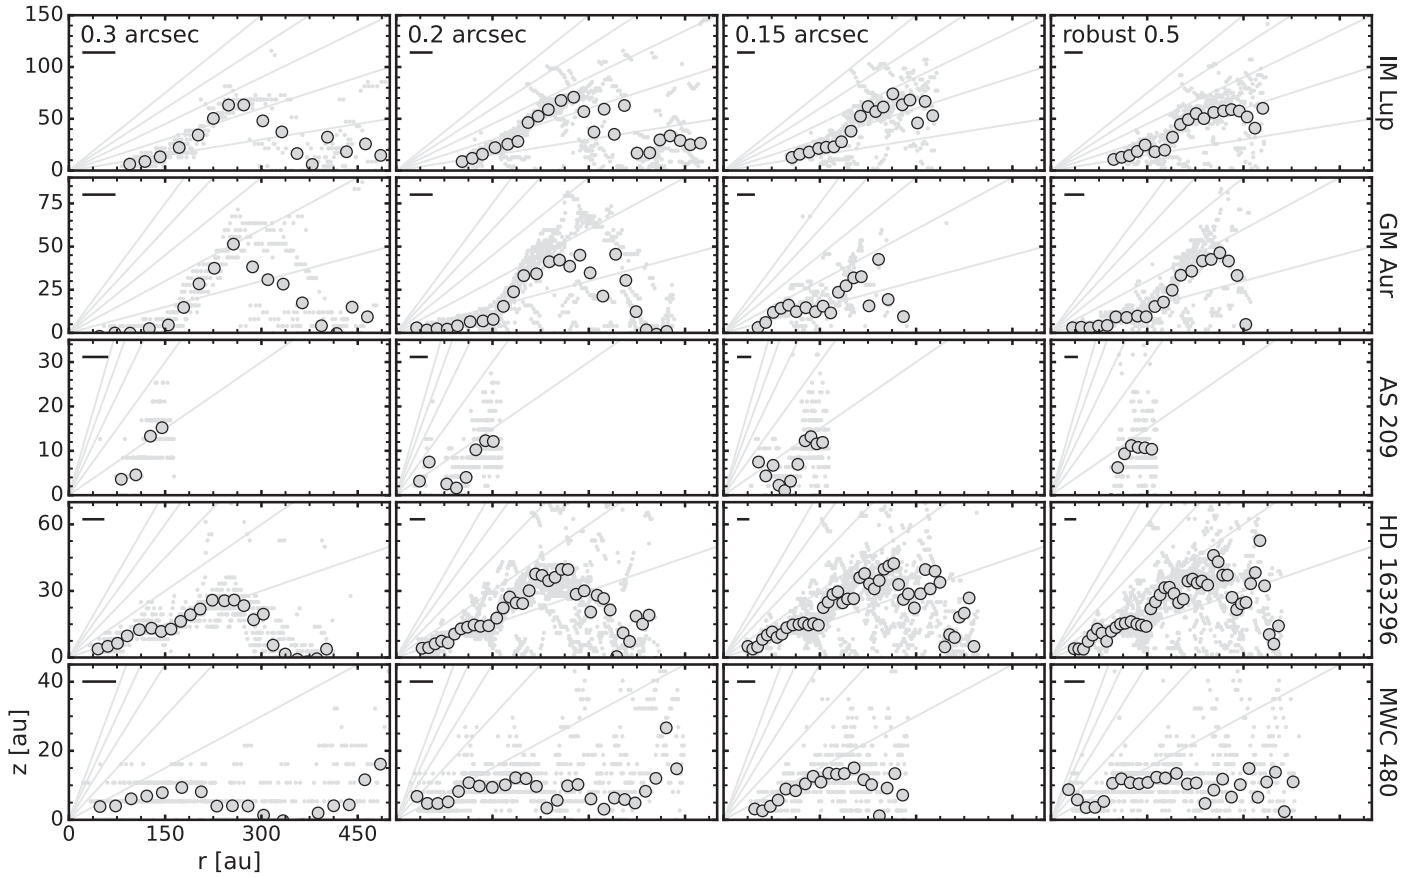 0.3 arcsec
0.2 arcsec
0.15 arcsec
robust 0.5
150
100
50
0
IM Lup
75
50
25
0
GM Aur
30
20
10
0
AS 209
60
30
0
HD 163296
40
20
0
MWC 480
z [au]
0 150 300 450
r [au]